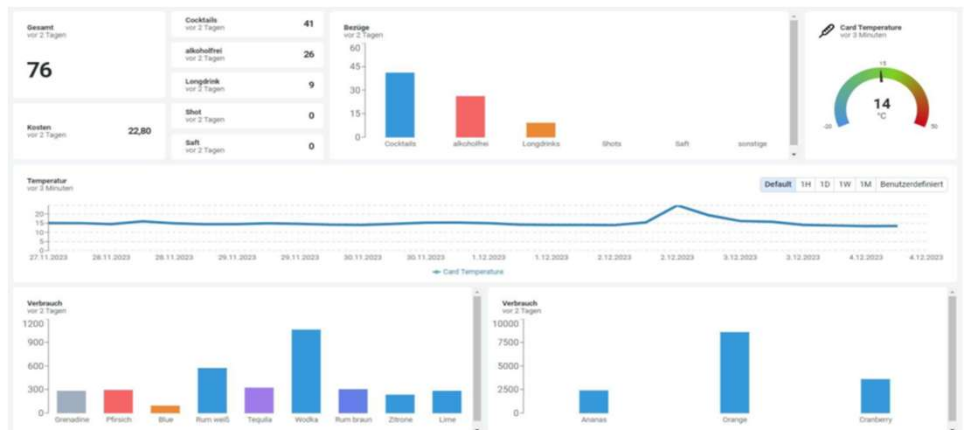 Gesamt
vor 2 Tagen
76
Kosten
vor 2 Tagen
22,80
Cocktails
vor 2 Tagen
41
alkoholfrei
vor 2 Tagen
26
Longdrink
vor 2 Tagen
9
Shot
vor 2 Tagen
0
Saft
vor 2 Tagen
0
Bezüge
vor 2 Tagen
60
45
30
15
0
Cocktails alkoholfrei Longdrinks Shots Saft sonstige
Card Temperature
vor 3 Minuten
15
14
°C
-20 50
Temperatur
vor 3 Minuten
Default 1H 1D 1W 1M Benutzerdefiniert
20
15
10
5
0
27.11.2023 28.11.2023 28.11.2023 29.11.2023 29.11.2023 30.11.2023 30.11.2023 1.12.2023 1.12.2023 2.12.2023 2.12.2023 3.12.2023 3.12.2023 4.12.2023 4.12.2023
Card Temperature
Verbrauch
vor 2 Tagen
1200
900
600
300
0
Grenadine Pfirsich Blue Rum weiß Tequila Wodka Rum braun Zitrone Lime
Verbrauch
vor 2 Tagen
10000
7500
5000
2500
0
Ananas Orange Cranberry